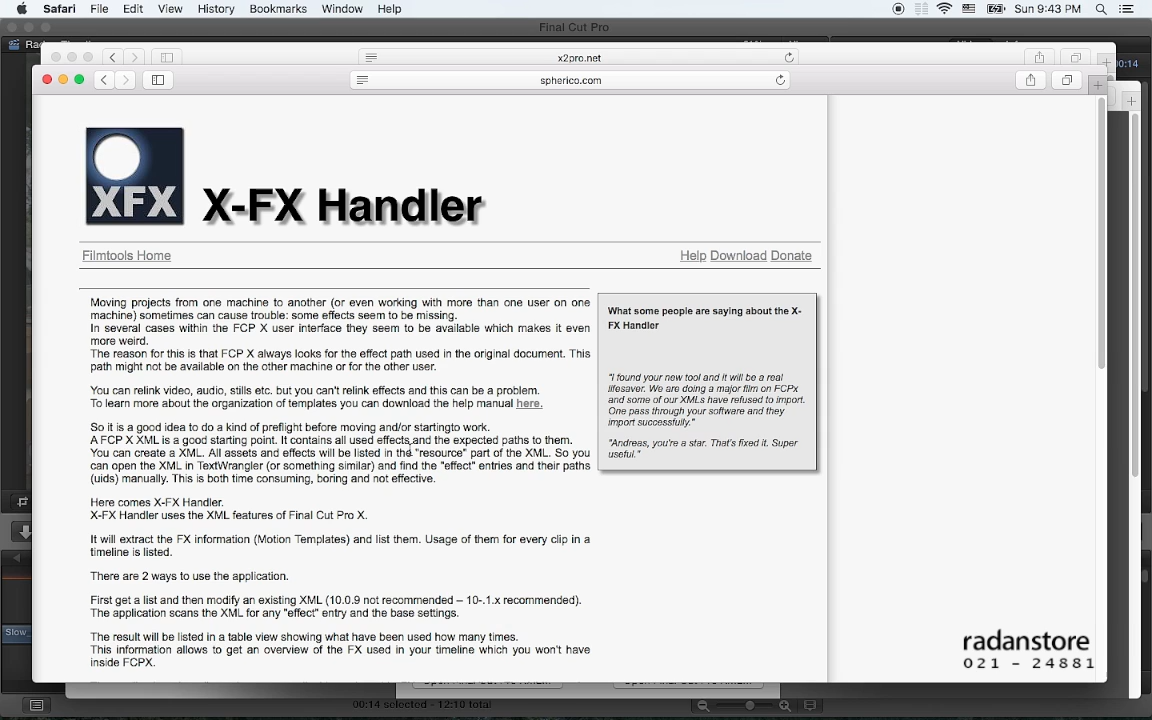 Safari File Edit View History Bookmarks Window Help Sun 9:43 PM
Final Cut Pro
x2pro.net
00:14
spherico.com
XFX
X-FX Handler
Filmtools Home Help Download Donate
Moving projects from one machine to another (or even working with more than one user on one
machine) sometimes can cause trouble: some effects seem to be missing.
In several cases within the FCP X user interface they seem to be available which makes it even
more weird.
The reason for this is that FCP X always looks for the effect path used in the original document. This
path might not be available on the other machine or for the other user.
You can relink video, audio, stills etc. but you can't relink effects and this can be a problem.
To learn more about the organization of templates you can download the help manual here.
So it is a good idea to do a kind of preflight before moving and/or startingto work.
A FCP X XML is a good starting point. It contains all used effects and the expected paths to them.
You can create a XML. All assets and effects will be listed in the "resource" part of the XML. So you
can open the XML in TextWrangler (or something similar) and find the "effect" entries and their paths
(uids) manually. This is both time consuming, boring and not effective.
Here comes X-FX Handler.
X-FX Handler uses the XML features of Final Cut Pro X.
It will extract the FX information (Motion Templates) and list them. Usage of them for every clip in a
timeline is listed.
There are 2 ways to use the application.
First get a list and then modify an existing XML (10.0.9 not recommended – 10-.1.x recommended).
The application scans the XML for any "effect" entry and the base settings.
The result will be listed in a table view showing what have been used how many times.
This information allows to get an overview of the FX used in your timeline which you won't have
inside FCPX.
What some people are saying about the X-
FX Handler
"I found your new tool and it will be a real
lifesaver. We are doing a major film on FCPx
and some of our XMLs have refused to import.
One pass through your software and they
import successfully."
"Andreas, you're a star. That's fixed it. Super
useful."
Slow_
radanstore
021 - 24881
00:14 selected - 12:10 total